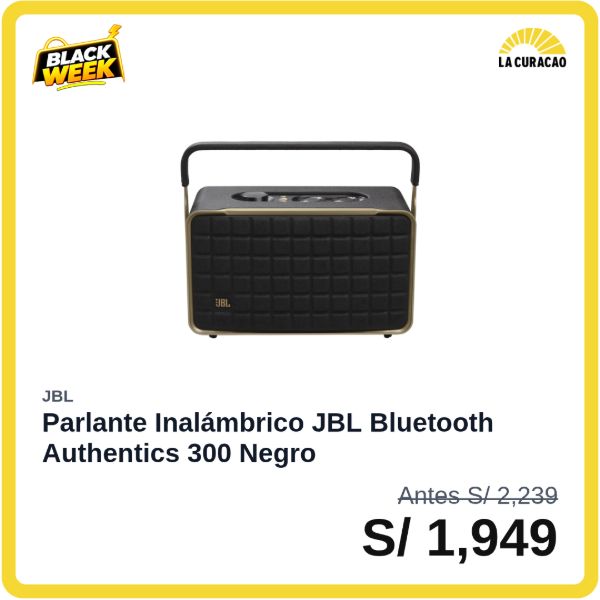 BLACK
WEEK
LA CURACAO
JBL
JBL
Parlante Inalámbrico JBL Bluetooth
Authentics 300 Negro
Antes S/ 2,239
S/ 1,949